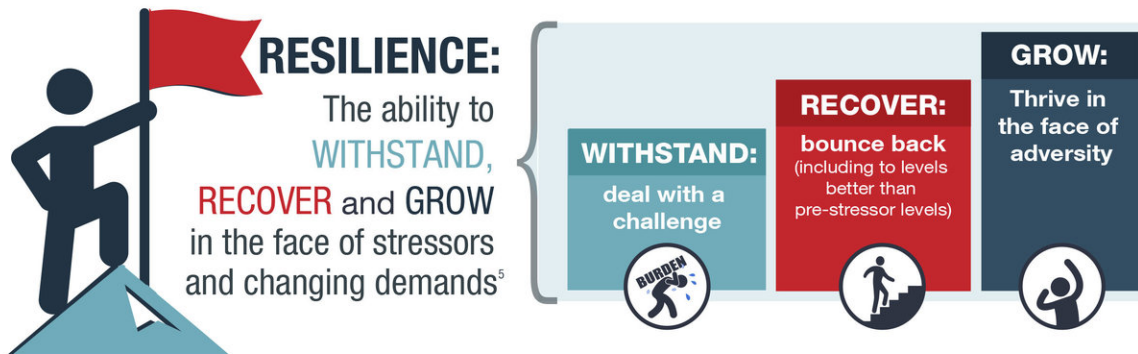 RESILIENCE:
The ability to
WITHSTAND,
RECOVER and GROW
in the face of stressors
and changing demands⁵
WITHSTAND:
deal with a
challenge
BURDEN
RECOVER:
bounce back
(including to levels
better than
pre-stressor levels)
GROW:
Thrive in
the face of
adversity